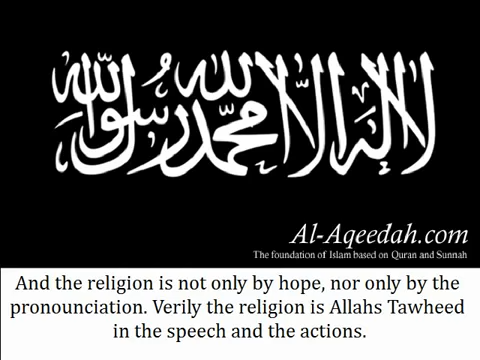 لا إله إلا الله محمد رسول الله
Al-Aqeedah.com
The foundation of Islam based on Quran and Sunnah
And the religion is not only by hope, nor only by the
pronounciation. Verily the religion is Allahs Tawheed
in the speech and the actions.